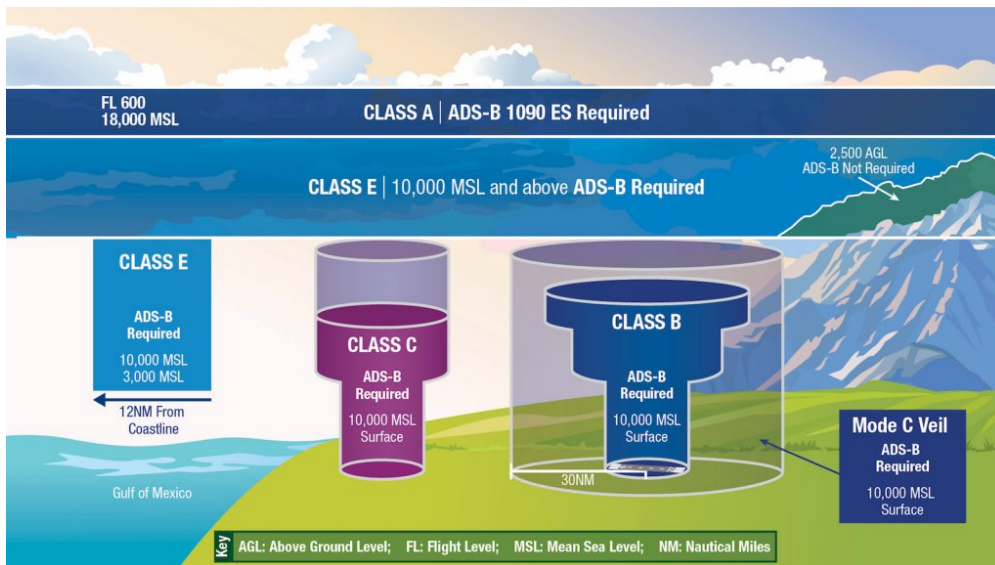 FL 600
18,000 MSL
CLASS A | ADS-B 1090 ES Required
2,500 AGL
ADS-B Not Required
CLASS E | 10,000 MSL and above ADS-B Required
CLASS E
ADS-B
Required
10,000 MSL
3,000 MSL
12NM From
Coastline
Gulf of Mexico
CLASS C
ADS-B
Required
10,000 MSL
Surface
CLASS B
ADS-B
Required
10,000 MSL
Surface
30NM
Mode C Veil
ADS-B
Required
10,000 MSL
Surface
Key
AGL: Above Ground Level; FL: Flight Level; MSL: Mean Sea Level; NM: Nautical Miles